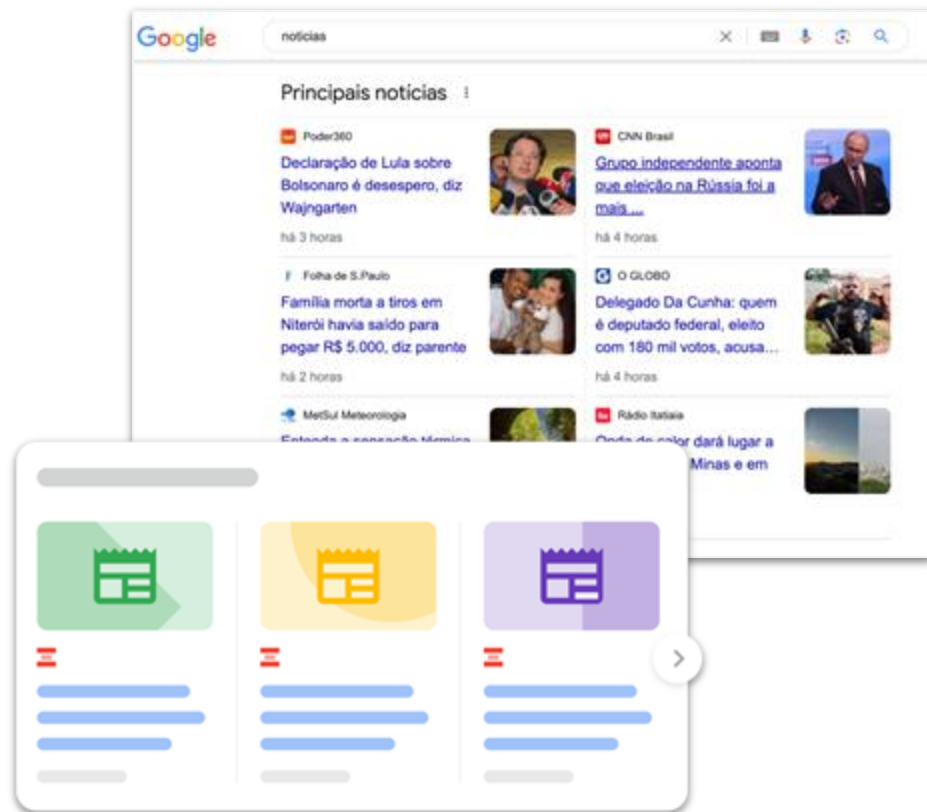 Google
noticias
Principais notícias
Poder360
Declaração de Lula sobre
Bolsonaro é desespero, diz
Wajngarten
há 3 horas
CNN Brasil
Grupo independente aponta
que eleição na Rússia foi a
mais ...
há 4 horas
Folha de S.Paulo
Família morta a tiros em
Niterói havia saído para
pegar R$ 5.000, diz parente
há 2 horas
O GLOBO
Delegado Da Cunha: quem
é deputado federal, eleito
com 180 mil votos, acusa...
há 4 horas
MetSul Meteorologia
Entenda a sensação térmica
Rádio Itatiaia
Onda de calor dará lugar a
Minas e em